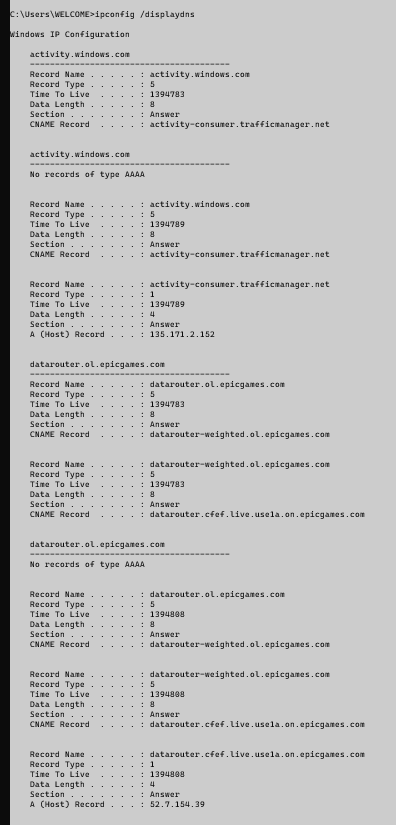 C:\Users\WELCOME>ipconfig /displaydns
Windows IP Configuration
activity.windows.com
----------------------------------------
Record Name . . . . . : activity.windows.com
Record Type . . . . . : 5
Time To Live  . . . . : 1394783
Data Length . . . . . : 8
Section . . . . . . . : Answer
CNAME Record  . . . . : activity-consumer.trafficmanager.net
activity.windows.com
----------------------------------------
No records of type AAAA
Record Name . . . . . : activity.windows.com
Record Type . . . . . : 5
Time To Live  . . . . : 1394789
Data Length . . . . . : 8
Section . . . . . . . : Answer
CNAME Record  . . . . : activity-consumer.trafficmanager.net
Record Name . . . . . : activity-consumer.trafficmanager.net
Record Type . . . . . : 1
Time To Live  . . . . : 1394789
Data Length . . . . . : 4
Section . . . . . . . : Answer
A (Host) Record . . . : 135.171.2.152
datarouter.ol.epicgames.com
----------------------------------------
Record Name . . . . . : datarouter.ol.epicgames.com
Record Type . . . . . : 5
Time To Live  . . . . : 1394783
Data Length . . . . . : 8
Section . . . . . . . : Answer
CNAME Record  . . . . : datarouter-weighted.ol.epicgames.com
Record Name . . . . . : datarouter-weighted.ol.epicgames.com
Record Type . . . . . : 5
Time To Live  . . . . : 1394783
Data Length . . . . . : 8
Section . . . . . . . : Answer
CNAME Record  . . . . : datarouter.cfef.live.use1a.on.epicgames.com
datarouter.ol.epicgames.com
----------------------------------------
No records of type AAAA
Record Name . . . . . : datarouter.ol.epicgames.com
Record Type . . . . . : 5
Time To Live  . . . . : 1394808
Data Length . . . . . : 8
Section . . . . . . . : Answer
CNAME Record  . . . . : datarouter-weighted.ol.epicgames.com
Record Name . . . . . : datarouter-weighted.ol.epicgames.com
Record Type . . . . . : 5
Time To Live  . . . . : 1394808
Data Length . . . . . : 8
Section . . . . . . . : Answer
CNAME Record  . . . . : datarouter.cfef.live.use1a.on.epicgames.com
Record Name . . . . . : datarouter.cfef.live.use1a.on.epicgames.com
Record Type . . . . . : 1
Time To Live  . . . . : 1394808
Data Length . . . . . : 4
Section . . . . . . . : Answer
A (Host) Record . . . : 52.7.154.39